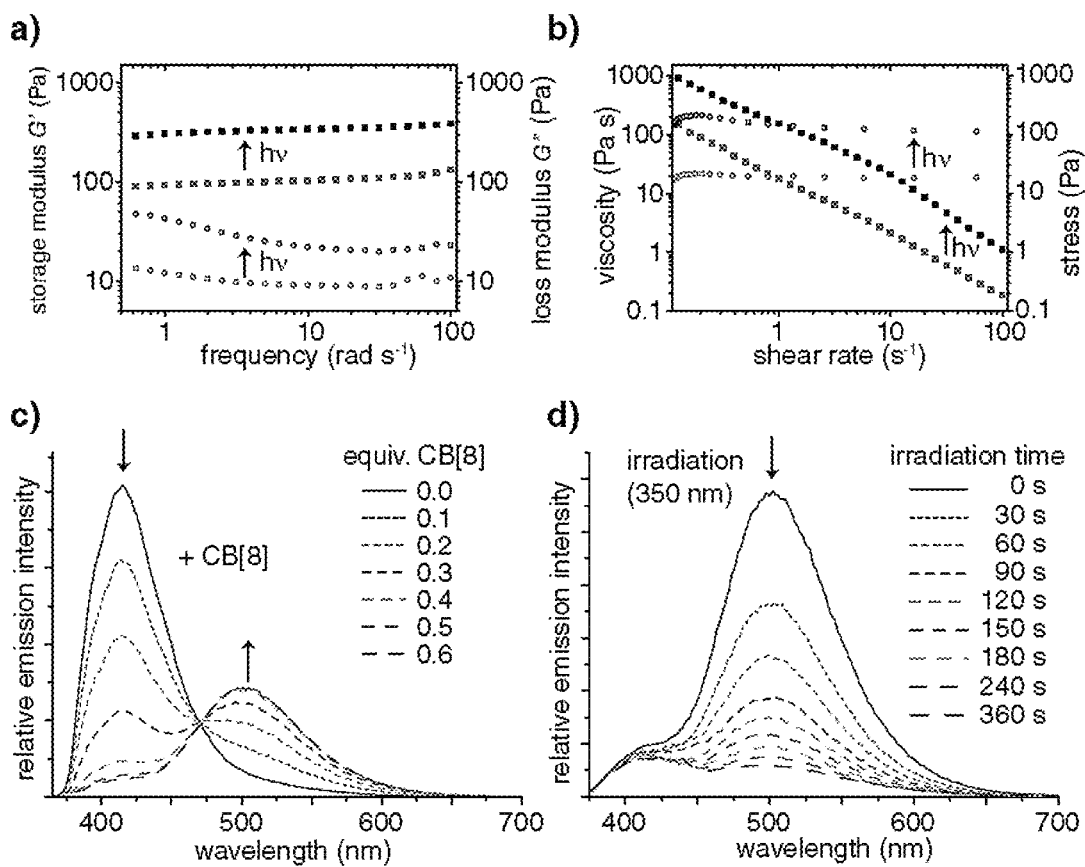 a)
1000
100
10
storage modulus G' (Pa)
hν
hν
1000
100
10
loss modulus G" (Pa)
1
10
100
frequency (rad s⁻¹)
b)
1000
100
10
1
0.1
viscosity (Pa s)
hν
hν
1000
100
10
1
0.1
stress (Pa)
1
10
100
shear rate (s⁻¹)
c)
relative emission intensity
+ CB[8]
equiv. CB[8]
0.0
0.1
0.2
0.3
0.4
0.5
0.6
400
500
600
700
wavelength (nm)
d)
relative emission intensity
irradiation
(350 nm)
irradiation time
0 s
30 s
60 s
90 s
120 s
150 s
180 s
240 s
360 s
400
500
600
700
wavelength (nm)